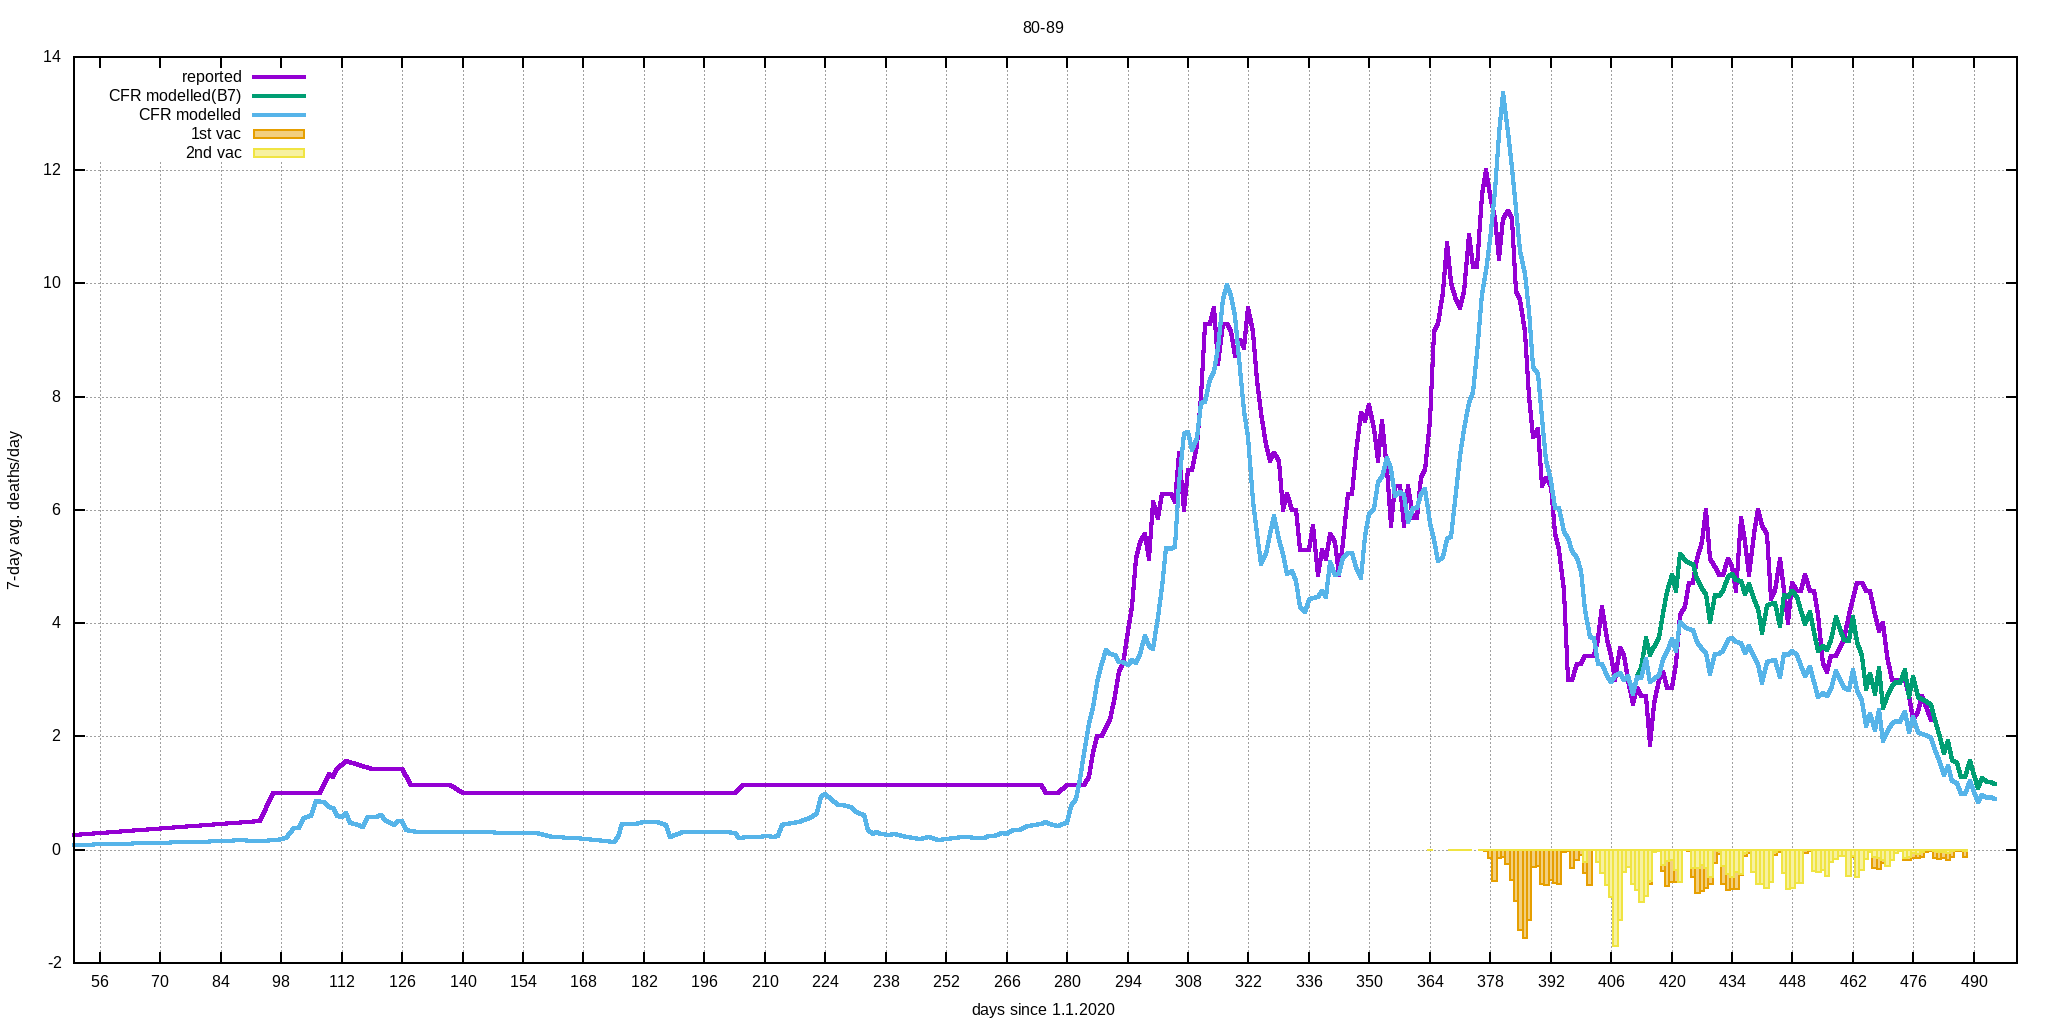 80-89
reported
CFR modelled(B7)
CFR modelled
1st vac
2nd vac
14
12
10
8
6
4
2
0
-2
7-day avg. deaths/day
56 70 84 98 112 126 140 154 168 182 196 210 224 238 252 266 280 294 308 322 336 350 364 378 392 406 420 434 448 462 476 490
days since 1.1.2020